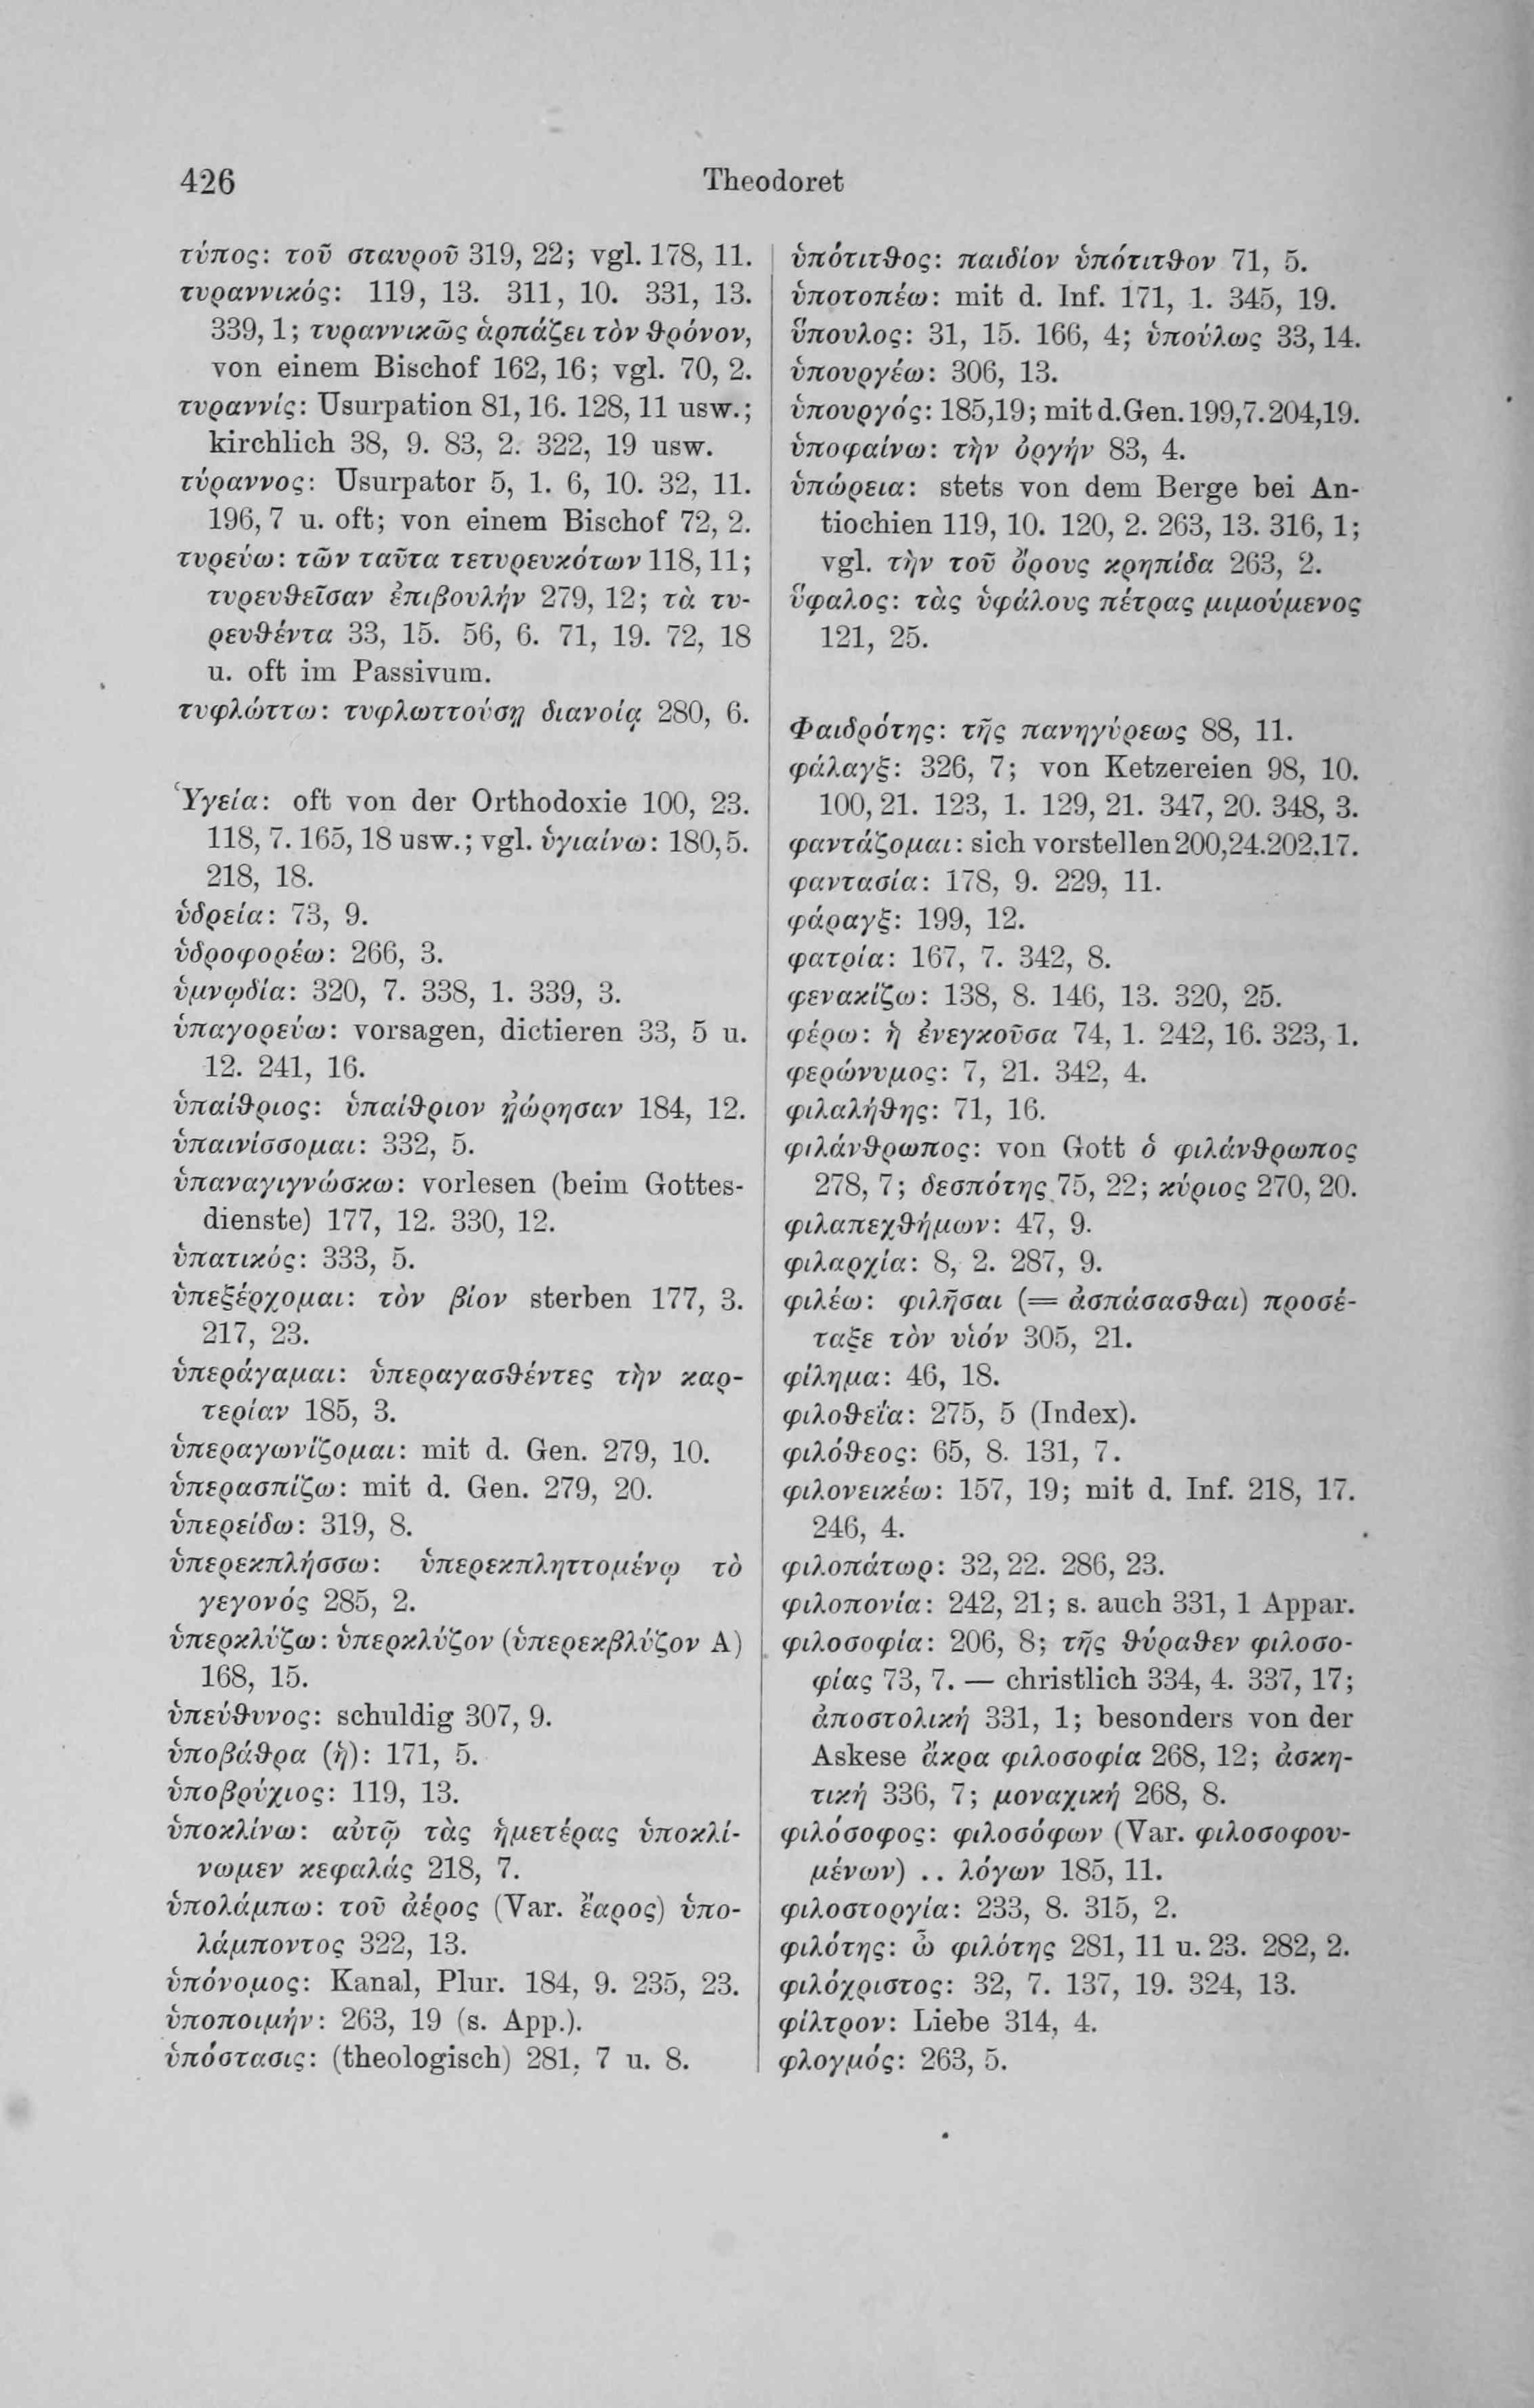 426
Theodoret
τύπος: τοῦ σταυροῦ 319, 22; vgl. 178, 11.
τυραννικός: 119, 13. 311, 10. 331, 13.
339, 1; τυραννικῶς ἁρπάζει τὸν θρόνον,
von einem Bischof 162, 16; vgl. 70, 2.
τυραννίς: Usurpation 81, 16. 128, 11 usw.;
kirchlich 38, 9. 83, 2. 322, 19 usw.
τύραννος: Usurpator 5, 1. 6, 10. 32, 11.
196, 7 u. oft; von einem Bischof 72, 2.
τυρεύω: τῶν ταῦτα τετυρευκότων 118, 11;
τυρευθεῖσαν ἐπιβουλήν 279, 12; τὰ τυ-
ρευθέντα 33, 15. 56, 6. 71, 19. 72, 18
u. oft im Passivum.
τυφλώττω: τυφλωττούσῃ διανοίᾳ 280, 6.
Ὑγεία: oft von der Orthodoxie 100, 23.
118, 7. 165, 18 usw.; vgl. ὑγιαίνω: 180, 5.
218, 18.
ὑδρεία: 73, 9.
ὑδροφορέω: 266, 3.
ὑμνῳδία: 320, 7. 338, 1. 339, 3.
ὑπαγορεύω: vorsagen, dictieren 33, 5 u.
12. 241, 16.
ὑπαίθριος: ὑπαίθριον ᾐώρησαν 184, 12.
ὑπαινίσσομαι: 332, 5.
ὑπαναγιγνώσκω: vorlesen (beim Gottes-
dienste) 177, 12. 330, 12.
ὑπατικός: 333, 5.
ὑπεξέρχομαι: τὸν βίον sterben 177, 3.
217, 23.
ὑπεράγαμαι: ὑπεραγασθέντες τὴν καρ-
τερίαν 185, 3.
ὑπεραγωνίζομαι: mit d. Gen. 279, 10.
ὑπερασπίζω: mit d. Gen. 279, 20.
ὑπερείδω: 319, 8.
ὑπερεκπλήσσω: ὑπερεκπληττομένῳ τὸ
γεγονός 285, 2.
ὑπερκλύζω: ὑπερκλύζον (ὑπερεκβλύζον A)
168, 15.
ὑπεύθυνος: schuldig 307, 9.
ὑποβάθρα (ἡ): 171, 5.
ὑποβρύχιος: 119, 13.
ὑποκλίνω: αὐτῷ τὰς ἡμετέρας ὑποκλί-
νωμεν κεφαλάς 218, 7.
ὑπολάμπω: τοῦ ἀέρος (Var. ἔαρος) ὑπο-
λάμποντος 322, 13.
ὑπόνομος: Kanal, Plur. 184, 9. 235, 23.
ὑποποιμήν: 263, 19 (s. App.).
ὑπόστασις: (theologisch) 281, 7 u. 8.
ὑπότιτθος: παιδίον ὑπότιτθον 71, 5.
ὑποτοπέω: mit d. Inf. 171, 1. 345, 19.
ὕπουλος: 31, 15. 166, 4; ὑπούλως 33, 14.
ὑπουργέω: 306, 13.
ὑπουργός: 185,19; mit d. Gen. 199,7. 204,19.
ὑποφαίνω: τὴν ὀργήν 83, 4.
ὑπώρεια: stets von dem Berge bei An-
tiochien 119, 10. 120, 2. 263, 13. 316, 1;
vgl. τὴν τοῦ ὄρους κρηπίδα 263, 2.
ὕφαλος: τὰς ὑφάλους πέτρας μιμούμενος
121, 25.
Φαιδρότης: τῆς πανηγύρεως 88, 11.
φάλαγξ: 326, 7; von Ketzereien 98, 10.
100, 21. 123, 1. 129, 21. 347, 20. 348, 3.
φαντάζομαι: sich vorstellen 200,24. 202,17.
φαντασία: 178, 9. 229, 11.
φάραγξ: 199, 12.
φατρία: 167, 7. 342, 8.
φενακίζω: 138, 8. 146, 13. 320, 25.
φέρω: ἡ ἐνεγκοῦσα 74, 1. 242, 16. 323, 1.
φερώνυμος: 7, 21. 342, 4.
φιλαλήθης: 71, 16.
φιλάνθρωπος: von Gott ὁ φιλάνθρωπος
278, 7; δεσπότης 75, 22; κύριος 270, 20.
φιλαπεχθήμων: 47, 9.
φιλαρχία: 8, 2. 287, 9.
φιλέω: φιλῆσαι (= ἀσπάσασθαι) προσέ-
ταξε τὸν υἱόν 305, 21.
φίλημα: 46, 18.
φιλοθεΐα: 275, 5 (Index).
φιλόθεος: 65, 8. 131, 7.
φιλονεικέω: 157, 19; mit d. Inf. 218, 17.
246, 4.
φιλοπάτωρ: 32, 22. 286, 23.
φιλοπονία: 242, 21; s. auch 331, 1 Appar.
φιλοσοφία: 206, 8; τῆς θύραθεν φιλοσο-
φίας 73, 7. — christlich 334, 4. 337, 17;
ἀποστολική 331, 1; besonders von der
Askese ἄκρα φιλοσοφία 268, 12; ἀσκη-
τική 336, 7; μοναχική 268, 8.
φιλόσοφος: φιλοσόφων (Var. φιλοσοφου-
μένων) .. λόγων 185, 11.
φιλοστοργία: 233, 8. 315, 2.
φιλότης: ὦ φιλότης 281, 11 u. 23. 282, 2.
φιλόχριστος: 32, 7. 137, 19. 324, 13.
φίλτρον: Liebe 314, 4.
φλογμός: 263, 5.